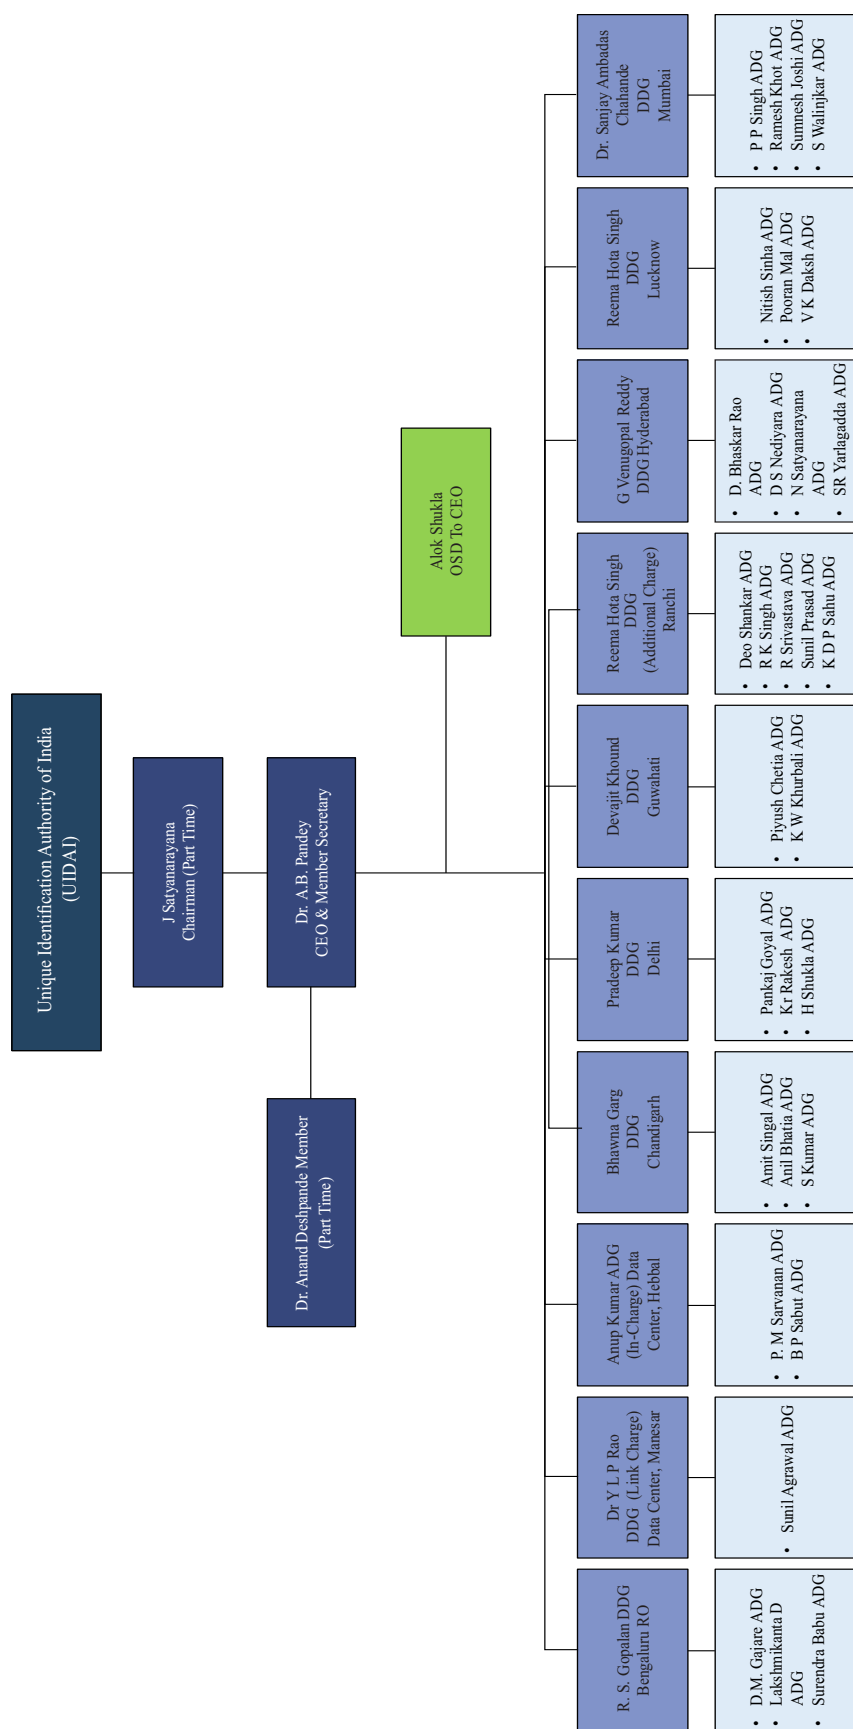 Unique Identification Authority of India
(UIDAI)
J Satyanarayana
Chairman (Part Time)
Dr. Anand Deshpande Member
(Part Time)
Dr. A.B. Pandey
CEO & Member Secretary
Alok Shukla
OSD To CEO
R. S. Gopalan DDG
Bengaluru RO
Dr Y L P Rao
DDG (Link Charge)
Data Center, Manesar
Anup Kumar ADG
(In-Charge) Data
Center, Hebbal
Bhawna Garg
DDG
Chandigarh
Pradeep Kumar
DDG
Delhi
Devajit Khound
DDG
Guwahati
Reema Hota Singh
DDG
(Additional Charge)
Ranchi
G Venugopal Reddy
DDG Hyderabad
Reema Hota Singh
DDG
Lucknow
Dr. Sanjay Ambadas
Chahande
DDG
Mumbai
• D.M. Gajare ADG
• Lakshmikanta D
ADG
• Surendra Babu ADG
• Sunil Agrawal ADG
• P. M Sarvanan ADG
• B P Sabut ADG
• Amit Singal ADG
• Anil Bhatia ADG
• S Kumar ADG
• Pankaj Goyal ADG
• Kr Rakesh ADG
• H Shukla ADG
• Piyush Chetia ADG
• K W Khurbali ADG
• Deo Shankar ADG
• R K Singh ADG
• R Srivastava ADG
• Sunil Prasad ADG
• K D P Sahu ADG
• D. Bhaskar Rao
ADG
• D S Nediyara ADG
• N Satyanarayana
ADG
• SR Yarlagadda ADG
• Nitish Sinha ADG
• Pooran Mal ADG
• V K Daksh ADG
• P P Singh ADG
• Ramesh Khot ADG
• Sumnesh Joshi ADG
• S Walinjkar ADG